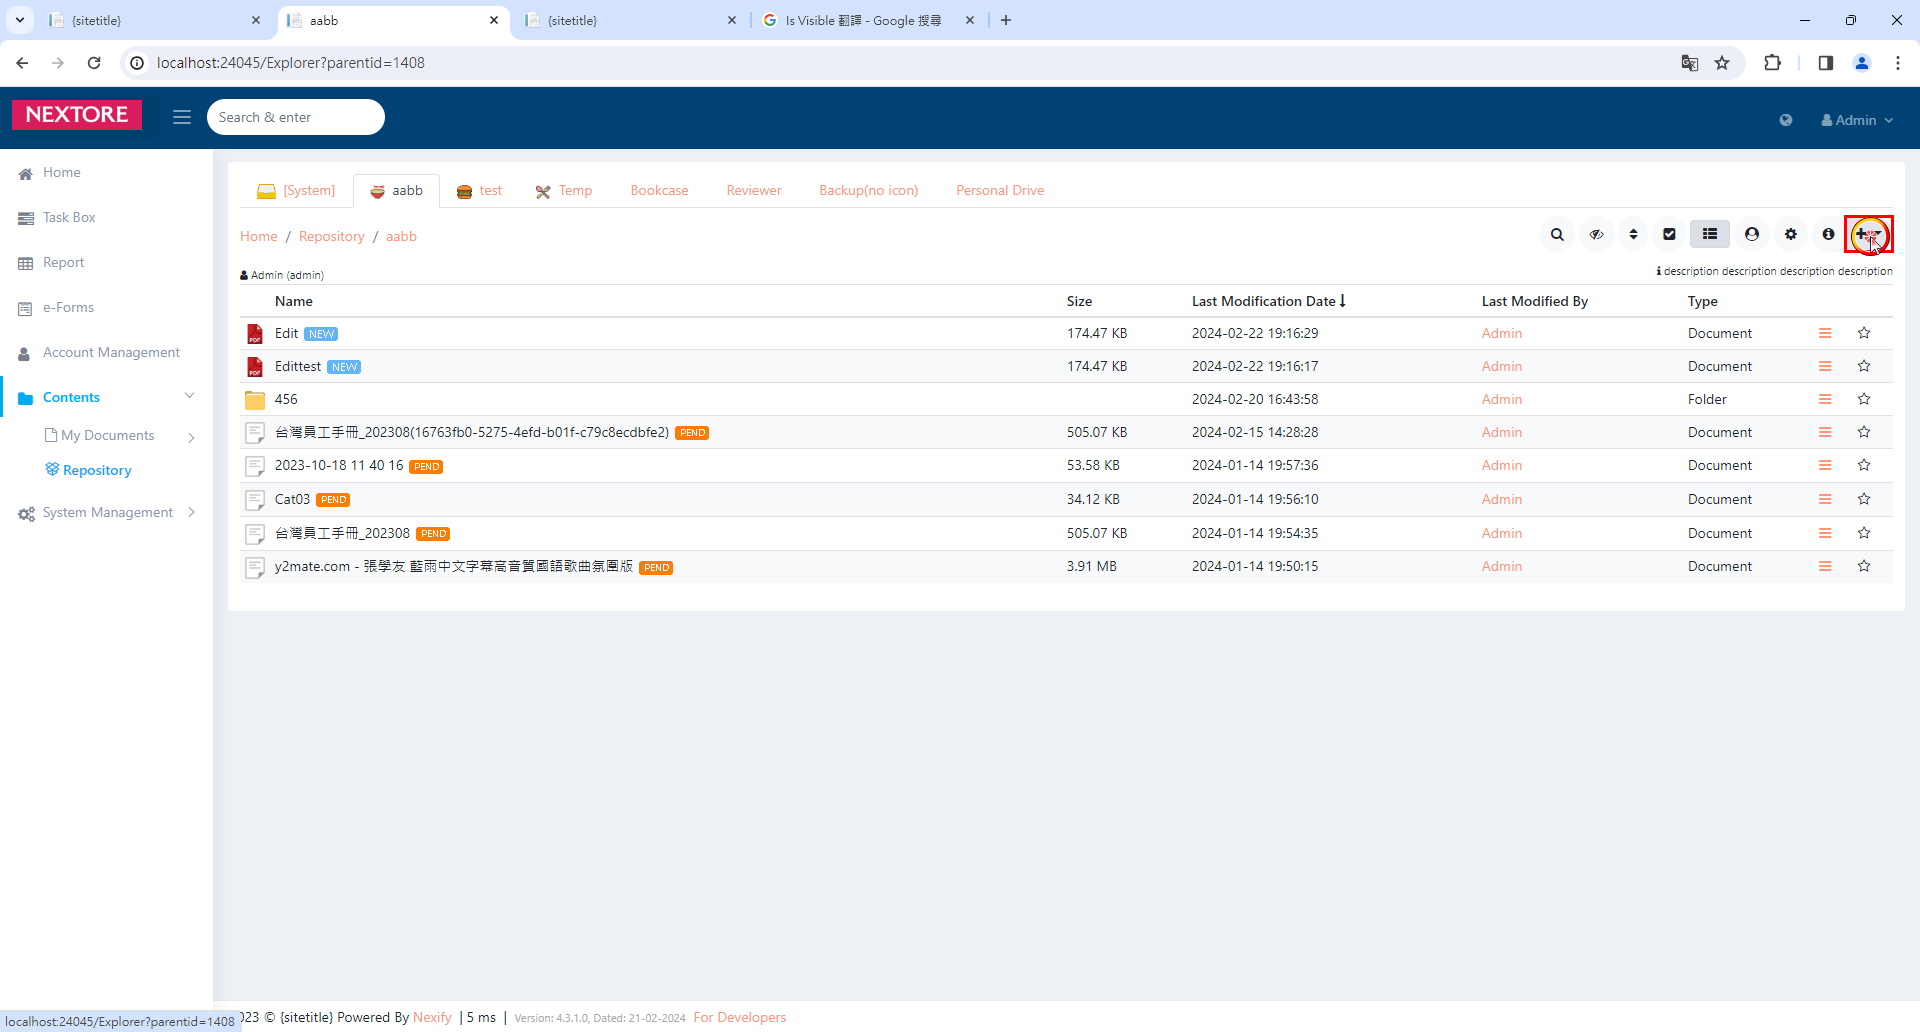 {sitetitle}
aabb
{sitetitle}
Is Visible 翻譯 - Google 搜尋
localhost:24045/Explorer?parentid=1408
NEXTORE
Search & enter
Admin
Home
Task Box
Report
e-Forms
Account Management
Contents
My Documents
Repository
System Management
[System] aabb test Temp Bookcase Reviewer Backup(no icon) Personal Drive
Home / Repository / aabb
Admin (admin)
description description description description
Name Size Last Modification Date Last Modified By Type
Edit NEW 174.47 KB 2024-02-22 19:16:29 Admin Document
Edittest NEW 174.47 KB 2024-02-22 19:16:17 Admin Document
456 2024-02-20 16:43:58 Admin Folder
台灣員工手冊_202308(16763fb0-5275-4efd-b01f-c79c8ecdbfe2) PEND 505.07 KB 2024-02-15 14:28:28 Admin Document
2023-10-18 11 40 16 PEND 53.58 KB 2024-01-14 19:57:36 Admin Document
Cat03 PEND 34.12 KB 2024-01-14 19:56:10 Admin Document
台灣員工手冊_202308 PEND 505.07 KB 2024-01-14 19:54:35 Admin Document
y2mate.com - 張學友 藍雨中文字幕高音質國語歌曲氛圍版 PEND 3.91 MB 2024-01-14 19:50:15 Admin Document
localhost:24045/Explorer?parentid=1408
023 © {sitetitle} Powered By Nexify | 5 ms | Version: 4.3.1.0, Dated: 21-02-2024 For Developers